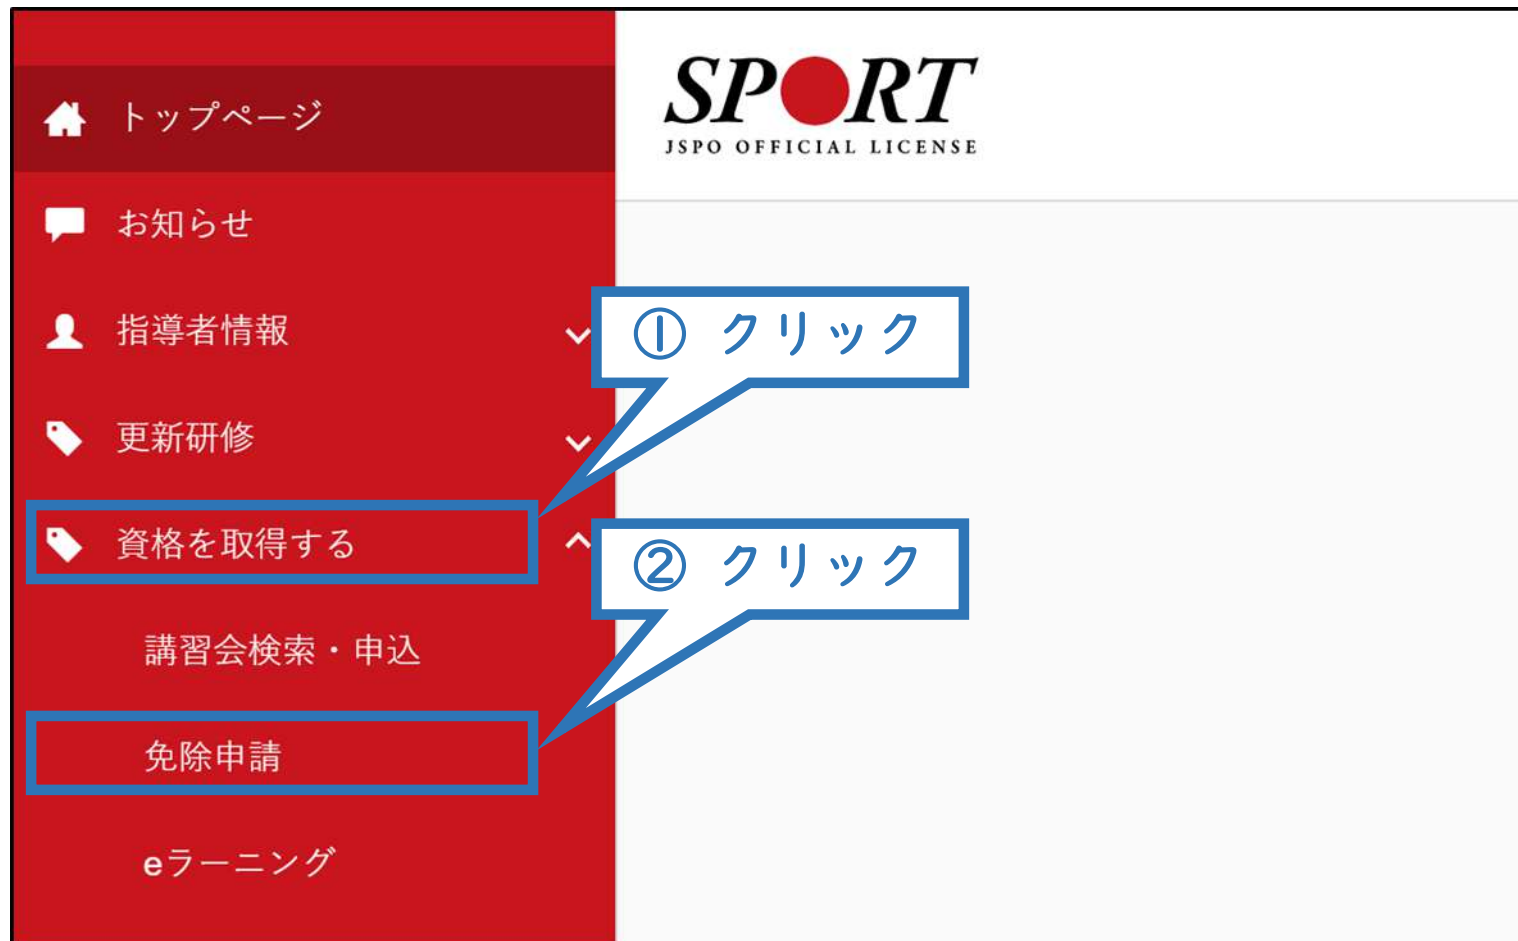 トップページ
SPORT
JSPO OFFICIAL LICENSE
お知らせ
指導者情報
① クリック
更新研修
資格を取得する
② クリック
講習会検索・申込
免除申請
eラーニング